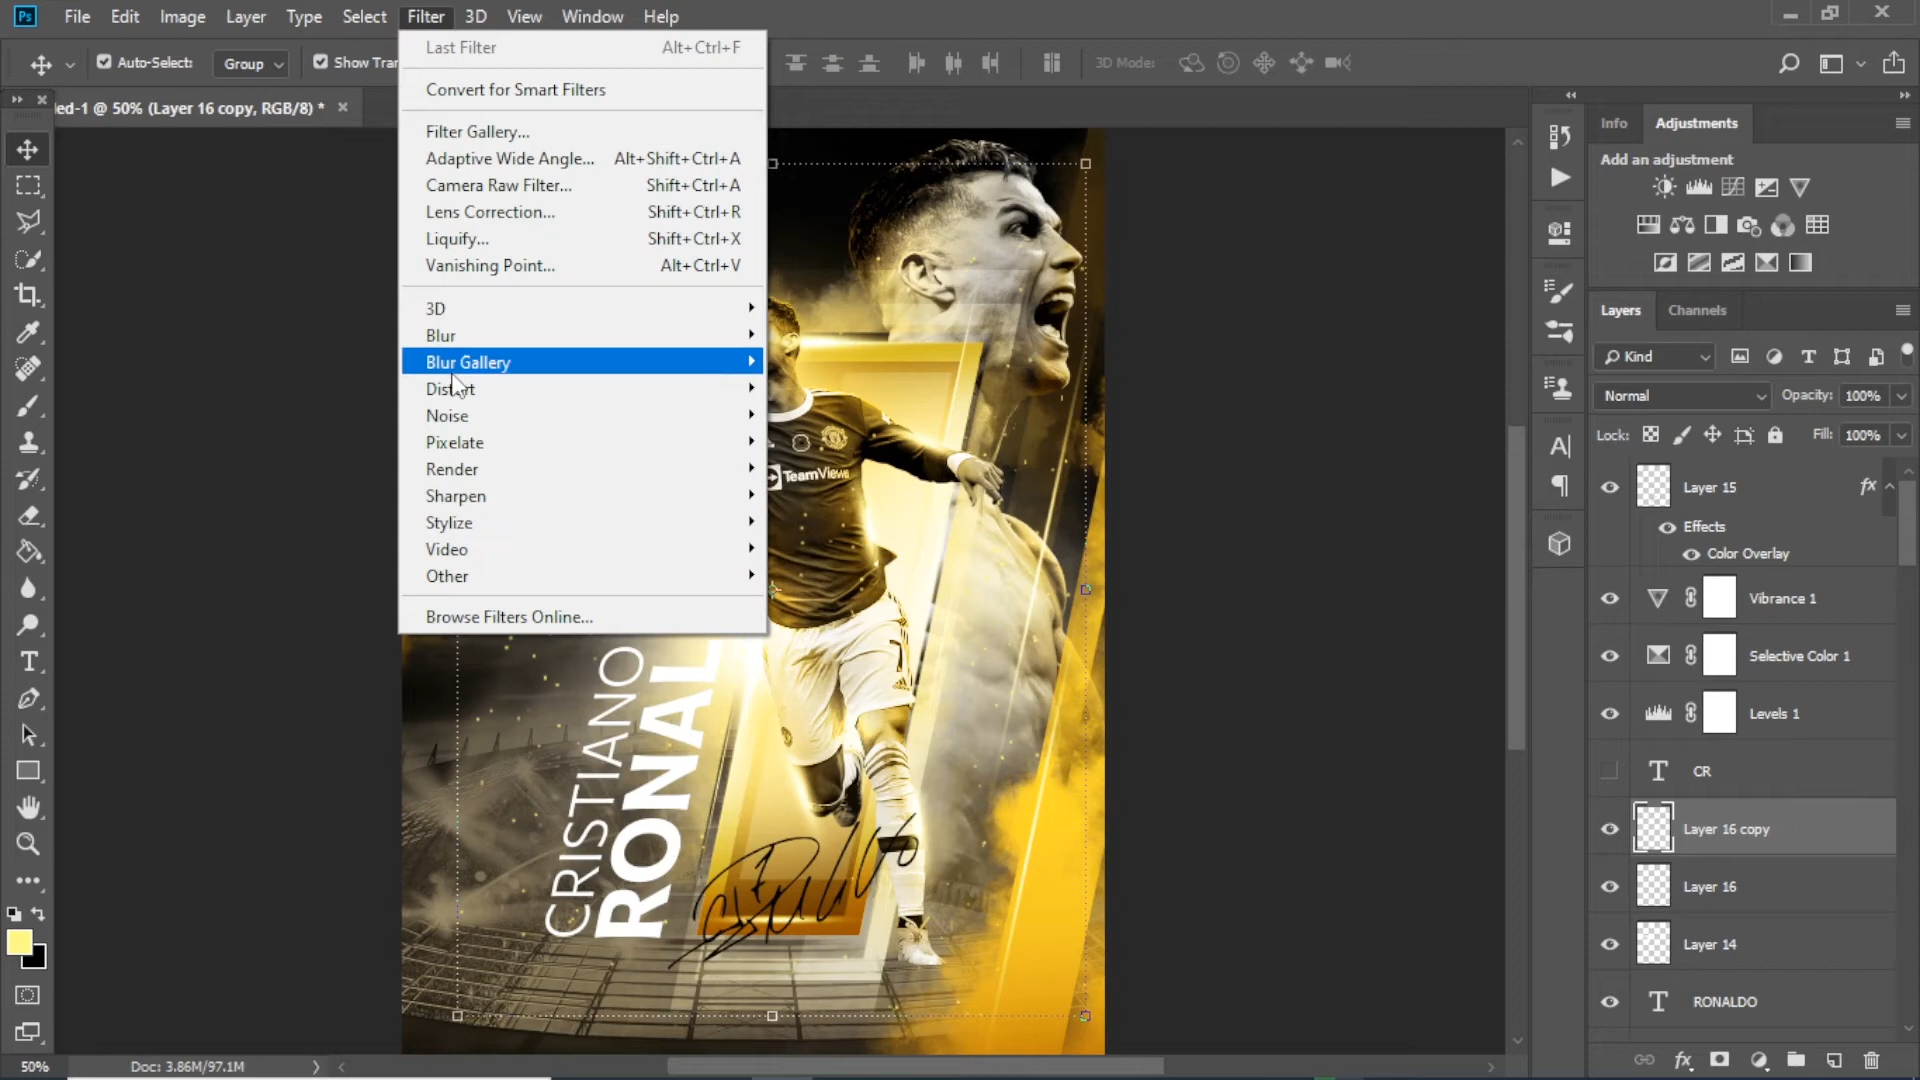 Ps File Edit Image Layer Type Select Filter 3D View Window Help
Auto-Select: Group Show Tra 3D Mode:
led-1 @ 50% (Layer 16 copy, RGB/8) *
Last Filter Alt+Ctrl+F
Convert for Smart Filters
Filter Gallery...
Adaptive Wide Angle... Alt+Shift+Ctrl+A
Camera Raw Filter... Shift+Ctrl+A
Lens Correction... Shift+Ctrl+R
Liquify... Shift+Ctrl+X
Vanishing Point... Alt+Ctrl+V
3D
Blur
Blur Gallery
Distort
Noise
Pixelate
Render
Sharpen
Stylize
Video
Other
Browse Filters Online...
TeamView
CRISTIANO
RONAL
Info Adjustments
Add an adjustment
Layers Channels
Kind
Normal Opacity: 100%
Lock: Fill: 100%
Layer 15 fx
Effects
Color Overlay
Vibrance 1
Selective Color 1
Levels 1
T CR
Layer 16 copy
Layer 16
Layer 14
T RONALDO
50% Doc: 3.86M/97.1M
fx